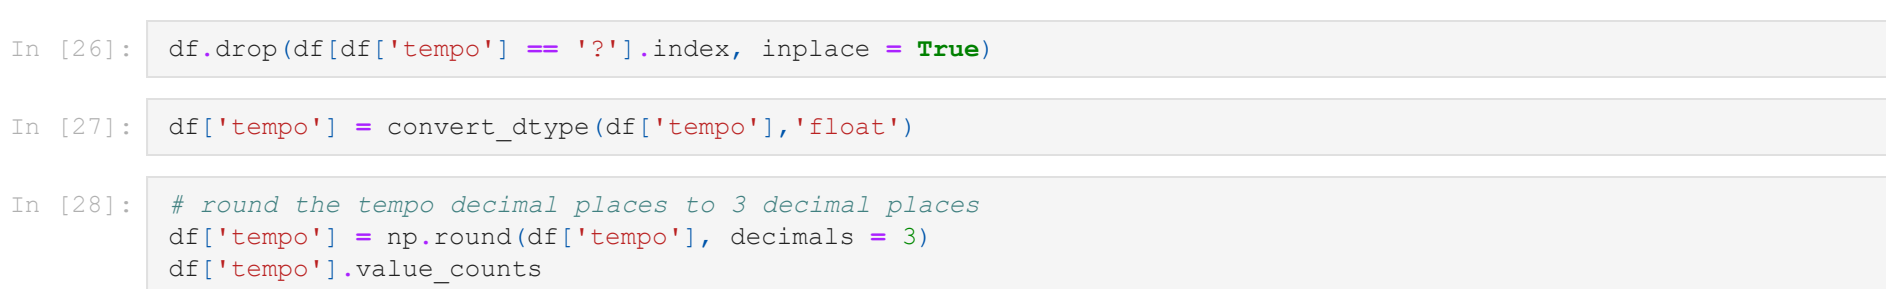 In [26]: df.drop(df[df['tempo'] == '?'].index, inplace = True)
In [27]: df['tempo'] = convert_dtype(df['tempo'],'float')
In [28]: # round the tempo decimal places to 3 decimal places
df['tempo'] = np.round(df['tempo'], decimals = 3)
df['tempo'].value_counts